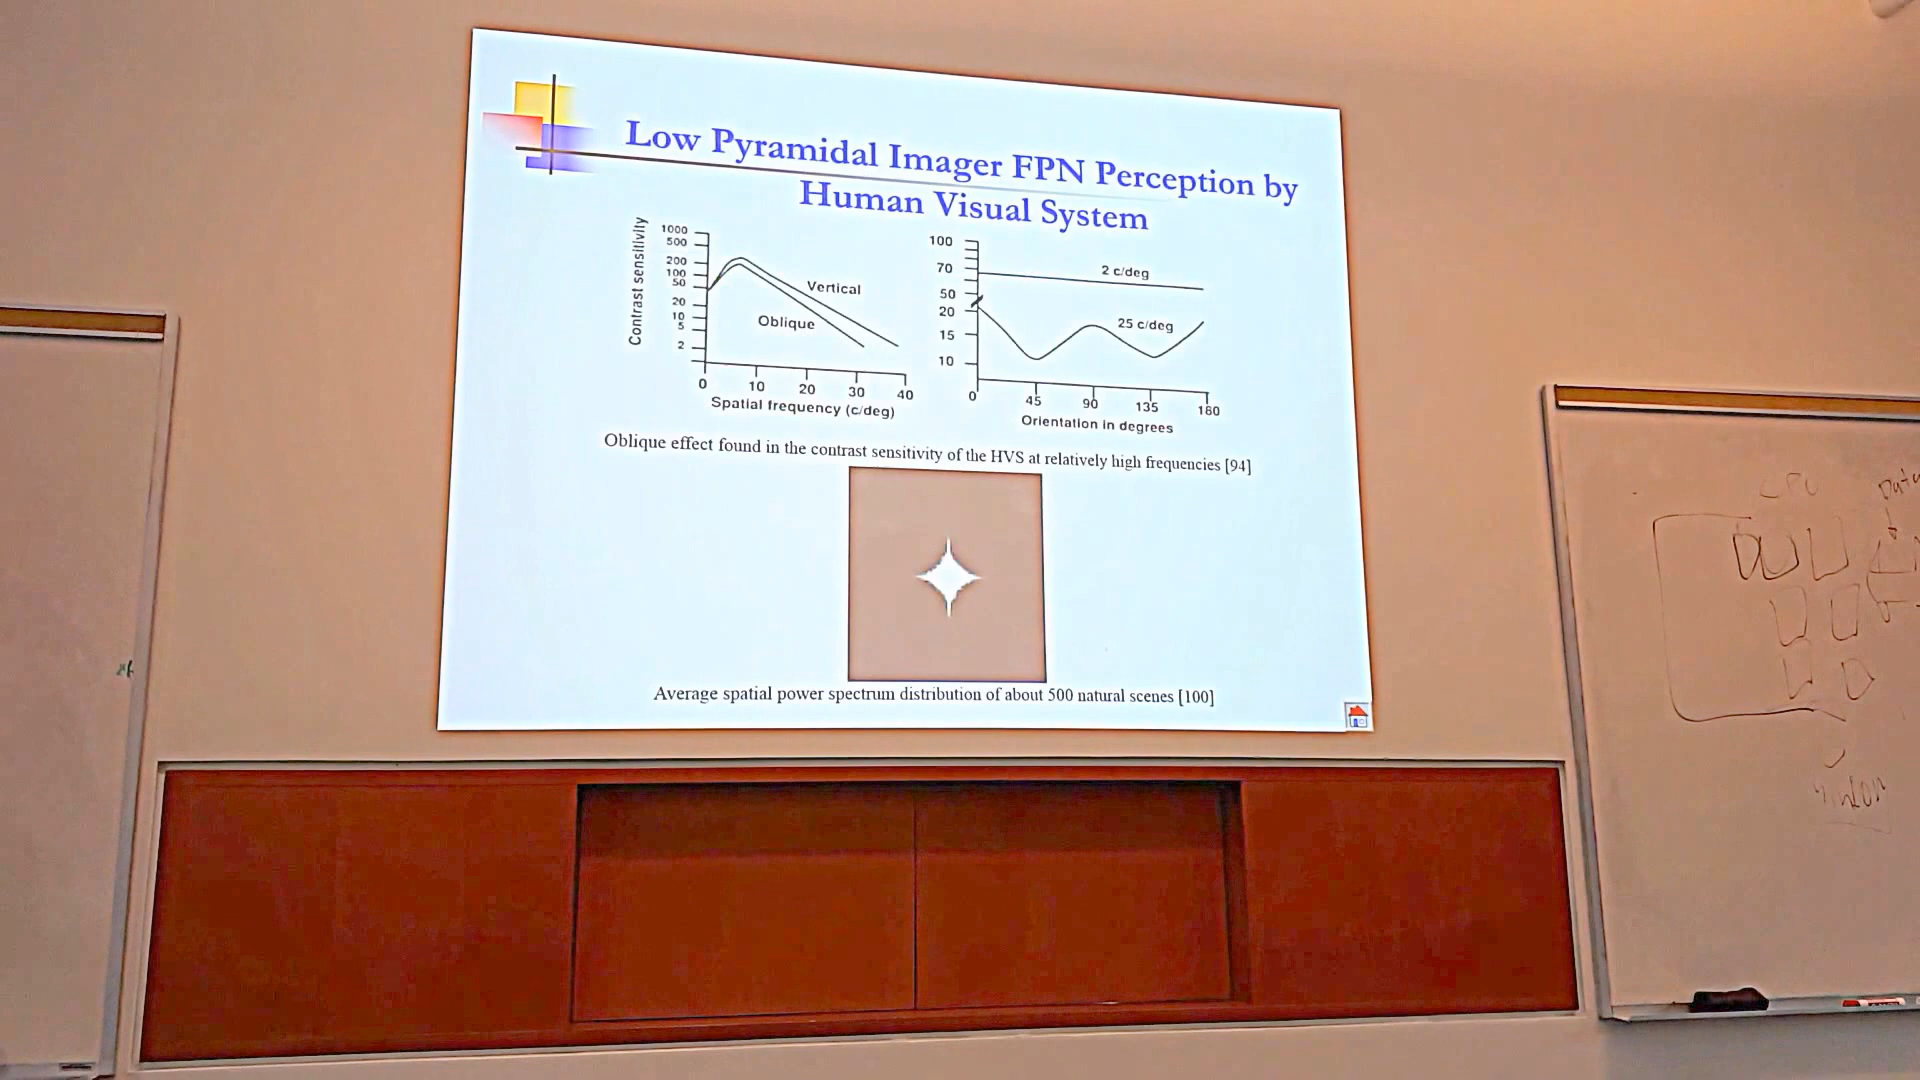 Low Pyramidal Imager FPN Perception by
Human Visual System
Contrast sensitivity
1000
500
200
100
50
20
10
5
2
Vertical
Oblique
0 10 20 30 40
Spatial frequency (c/deg)
100
70
50
20
15
10
2 c/deg
25 c/deg
0 45 90 135 180
Orientation in degrees
Oblique effect found in the contrast sensitivity of the HVS at relatively high frequencies [94]
Average spatial power spectrum distribution of about 500 natural scenes [100]